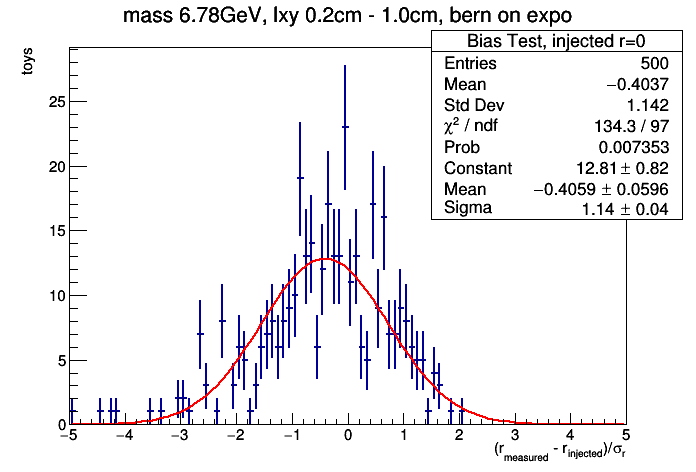 mass 6.78GeV, lxy 0.2cm - 1.0cm, bern on expo
Bias Test, injected r=0
Entries 500
Mean −0.4037
Std Dev 1.142
χ² / ndf 134.3 / 97
Prob 0.007353
Constant 12.81 ± 0.82
Mean −0.4059 ± 0.0596
Sigma 1.14 ± 0.04
toys
25
20
15
10
5
0
−5 −4 −3 −2 −1 0 1 2 3 4 5
(r_measured - r_injected)/σ_r